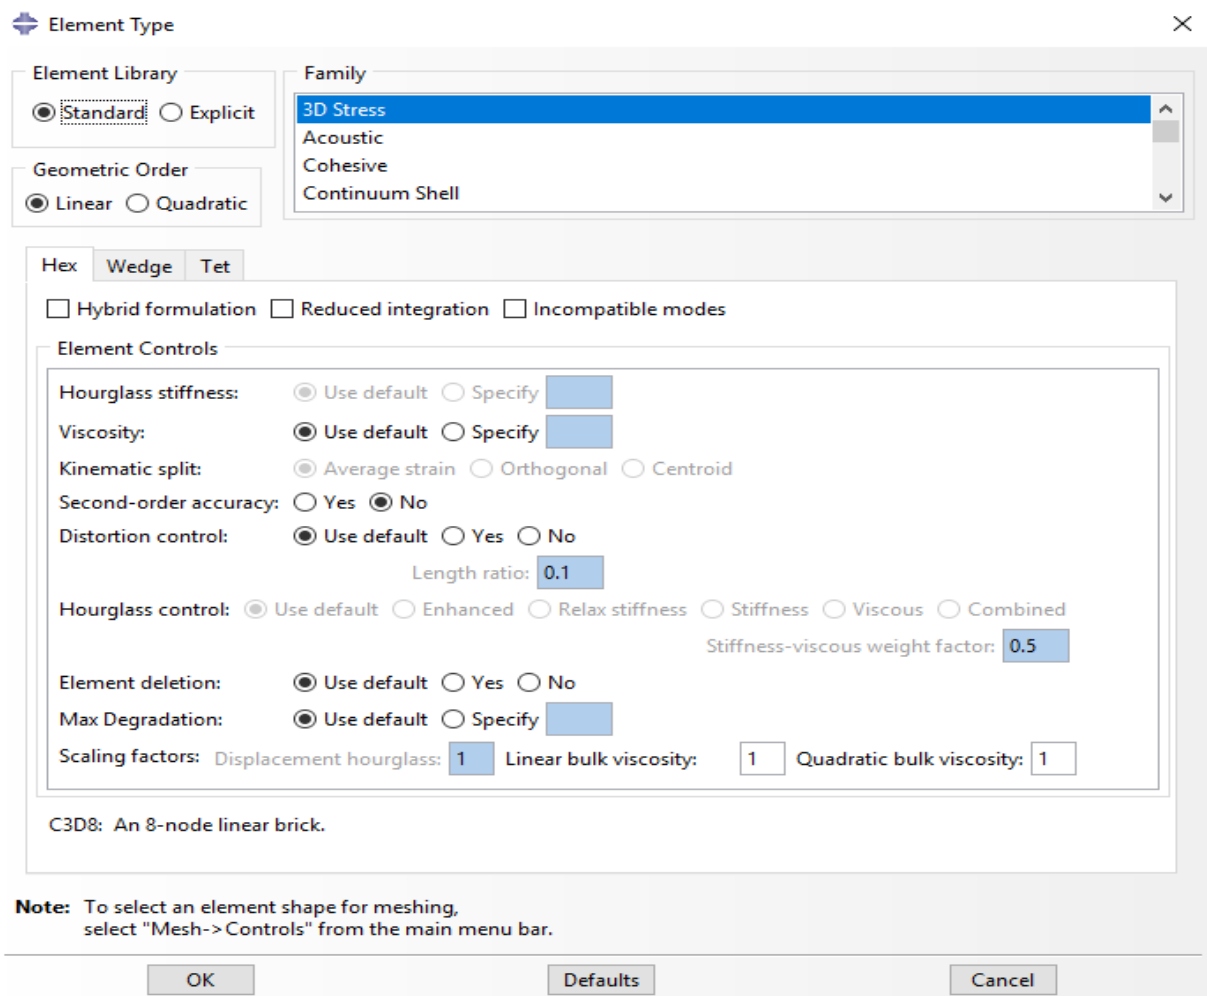 Element Type
Element Library
Standard Explicit
Family
3D Stress
Acoustic
Cohesive
Continuum Shell
Geometric Order
Linear Quadratic
Hex Wedge Tet
Hybrid formulation Reduced integration Incompatible modes
Element Controls
Hourglass stiffness: Use default Specify
Viscosity: Use default Specify
Kinematic split: Average strain Orthogonal Centroid
Second-order accuracy: Yes No
Distortion control: Use default Yes No
Length ratio: 0.1
Hourglass control: Use default Enhanced Relax stiffness Stiffness Viscous Combined
Stiffness-viscous weight factor: 0.5
Element deletion: Use default Yes No
Max Degradation: Use default Specify
Scaling factors: Displacement hourglass: 1 Linear bulk viscosity: 1 Quadratic bulk viscosity: 1
C3D8: An 8-node linear brick.
Note: To select an element shape for meshing,
select "Mesh->Controls" from the main menu bar.
OK Defaults Cancel